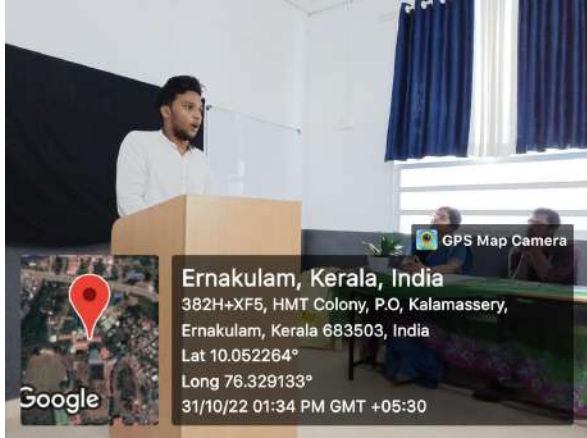 GPS Map Camera
Ernakulam, Kerala, India
382H+XF5, HMT Colony, P.O, Kalamassery,
Ernakulam, Kerala 683503, India
Lat 10.052264°
Long 76.329133°
31/10/22 01:34 PM GMT +05:30
Google